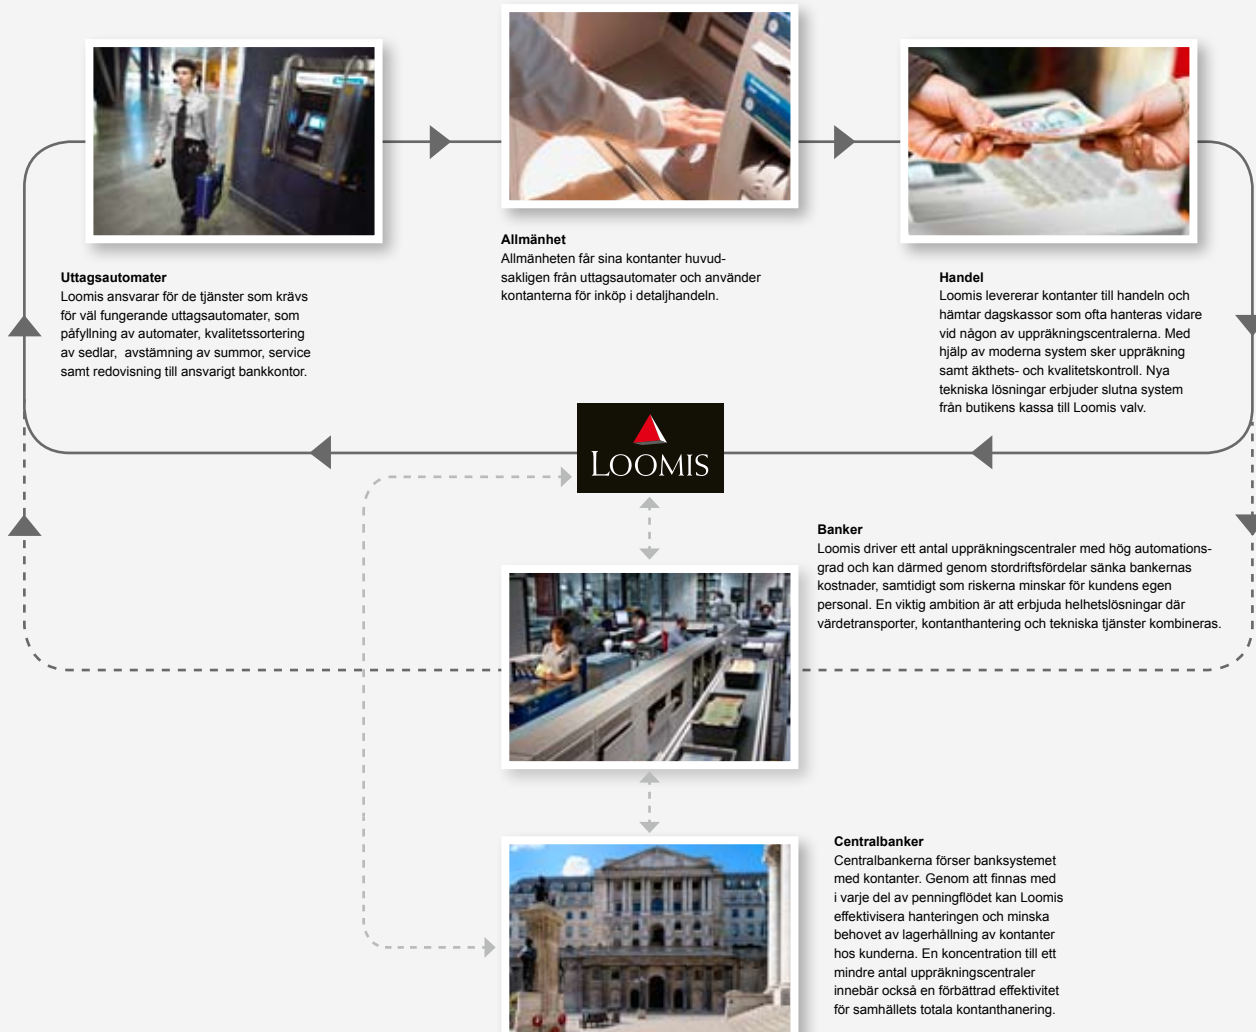 Uttagsautomater
Loomis ansvarar för de tjänster som krävs
för väl fungerande uttagsautomater, som
påfyllning av automater, kvalitetssortering
av sedlar, avstämning av summor, service
samt redovisning till ansvarigt bankkontor.
Allmänhet
Allmänheten får sina kontanter huvud-
sakligen från uttagsautomater och använder
kontanterna för inköp i detaljhandeln.
Handel
Loomis levererar kontanter till handeln och
hämtar dagskassor som ofta hanteras vidare
vid någon av uppräkningscentralerna. Med
hjälp av moderna system sker uppräkning
samt äkthets- och kvalitetskontroll. Nya
tekniska lösningar erbjuder slutna system
från butikens kassa till Loomis valv.
LOOMIS
Banker
Loomis driver ett antal uppräkningscentraler med hög automations-
grad och kan därmed genom stordriftsfördelar sänka bankernas
kostnader, samtidigt som riskerna minskar för kundens egen
personal. En viktig ambition är att erbjuda helhetslösningar där
värdetransporter, kontanthantering och tekniska tjänster kombineras.
Centralbanker
Centralbankerna förser banksystemet
med kontanter. Genom att finnas med
i varje del av penningflödet kan Loomis
effektivisera hanteringen och minska
behovet av lagerhållning av kontanter
hos kunderna. En koncentration till ett
mindre antal uppräkningscentraler
innebär också en förbättrad effektivitet
för samhällets totala kontanthanering.